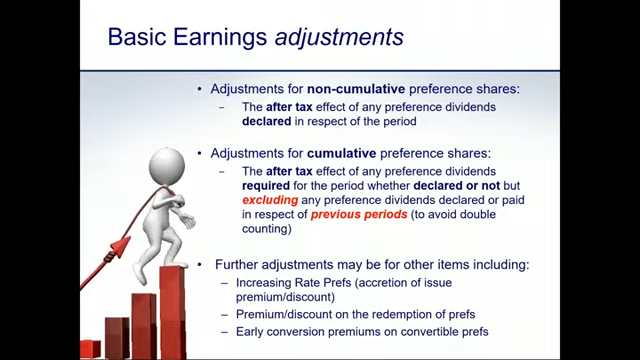 Basic Earnings adjustments
• Adjustments for non-cumulative preference shares:
– The after tax effect of any preference dividends
declared in respect of the period
• Adjustments for cumulative preference shares:
– The after tax effect of any preference dividends
required for the period whether declared or not but
excluding any preference dividends declared or paid
in respect of previous periods (to avoid double
counting)
• Further adjustments may be for other items including:
– Increasing Rate Prefs (accretion of issue
premium/discount)
– Premium/discount on the redemption of prefs
– Early conversion premiums on convertible prefs